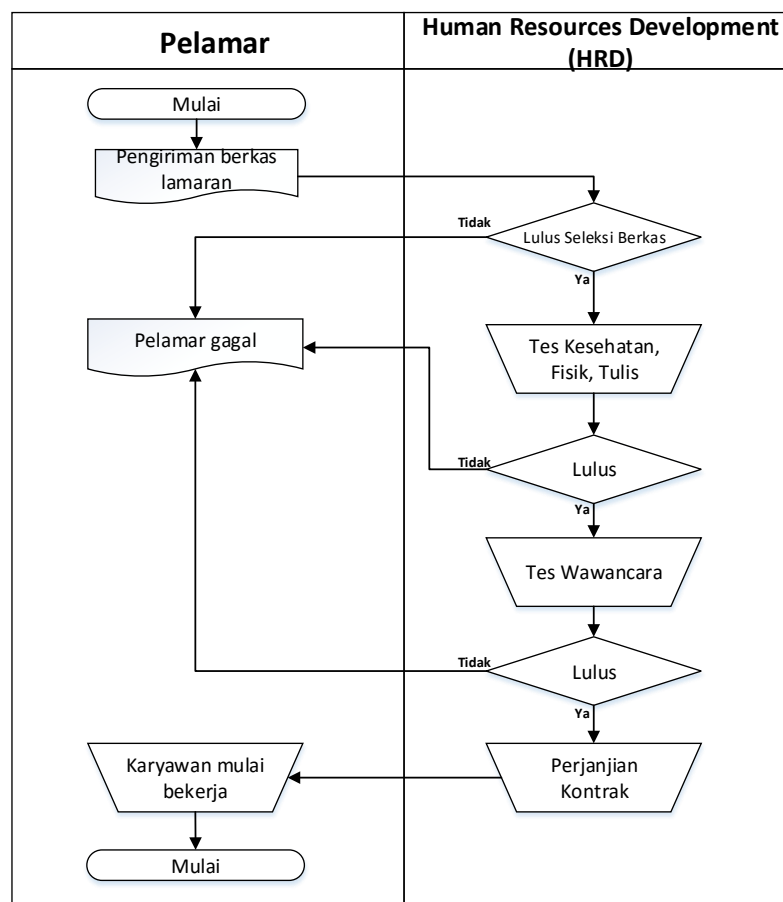 Pelamar
Human Resources Development
(HRD)
Mulai
Pengiriman berkas
lamaran
Tidak
Lulus Seleksi Berkas
Ya
Pelamar gagal
Tes Kesehatan,
Fisik, Tulis
Tidak
Lulus
Ya
Tes Wawancara
Tidak
Lulus
Ya
Karyawan mulai
bekerja
Perjanjian
Kontrak
Mulai